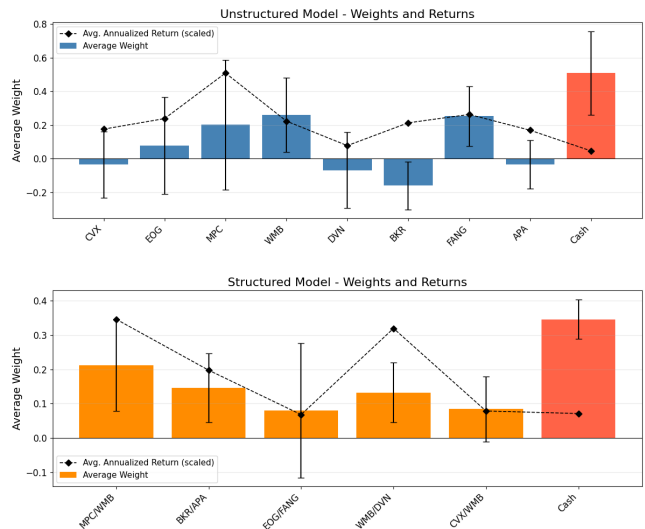 Unstructured Model - Weights and Returns
Avg. Annualized Return (scaled)
Average Weight
Average Weight
0.8
0.6
0.4
0.2
0.0
−0.2
CVX
EOG
MPC
WMB
DVN
BKR
FANG
APA
Cash
Structured Model - Weights and Returns
Average Weight
0.4
0.3
0.2
0.1
0.0
−0.1
Avg. Annualized Return (scaled)
Average Weight
MPC/WMB
BKR/APA
EOG/FANG
WMB/DVN
CVX/WMB
Cash